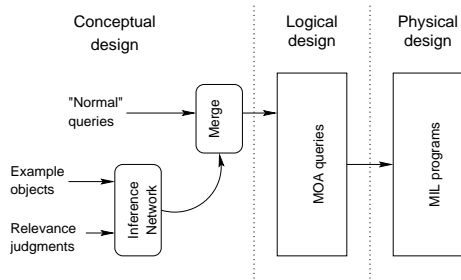 Conceptual
design
Logical
design
Physical
design
"Normal"
queries
Merge
Example
objects
Relevance
judgments
Inference
Network
MOA queries
MIL programs